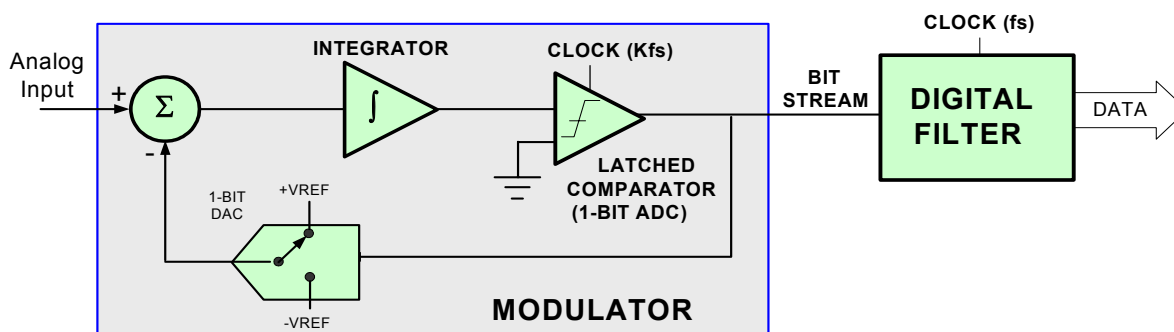 Analog
Input
+
-
Σ
INTEGRATOR
∫
CLOCK (Kfs)
LATCHED
COMPARATOR
(1-BIT ADC)
1-BIT
DAC
+VREF
-VREF
MODULATOR
BIT
STREAM
CLOCK (fs)
DIGITAL
FILTER
DATA